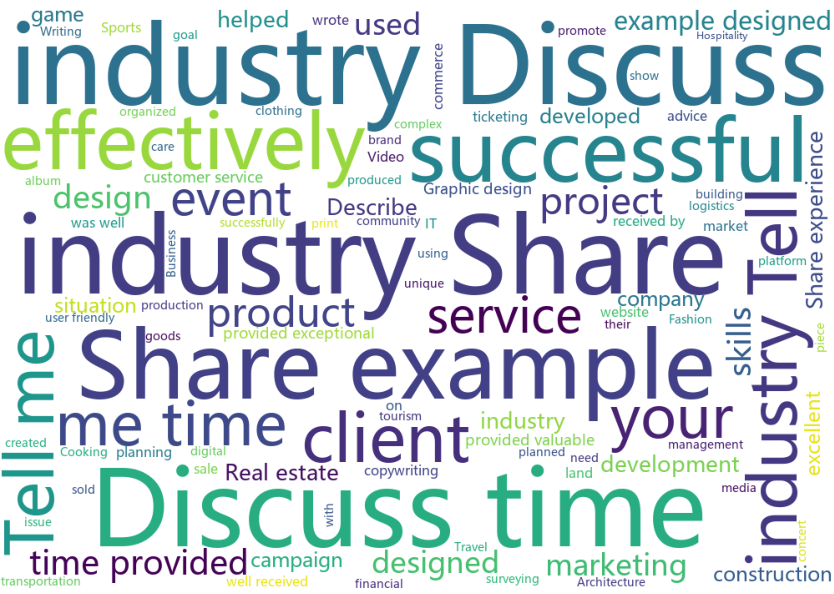 game
wrote
used
helped
example designed
Writing
Sports
goal
promote
Hospitality
industry Discuss
commerce
show
organized
clothing
ticketing
developed
advice
effectively
complex
successful
care
brand
Video
album
customer service
produced
Graphic design
building
design
event
Describe
project
logistics
was well
successfully
print
community
IT
received by
market
Share experience
Business
using
platform
industry Share
unique
industry Tell
situation
production
product
service
company
user friendly
website
Fashion
goods
provided exceptional
their
skills
piece
Share example
Tell me
me time
client
on
tourism
industry
your
created
Cooking
planning
digital
provided valuable
management
excellent
sale
Real estate
copywriting
planned
need
land
development
sold
media
issue
Discuss time
with
concert
time provided
campaign
designed
Travel
marketing
transportation
well received
financial
surveying
Architecture
construction